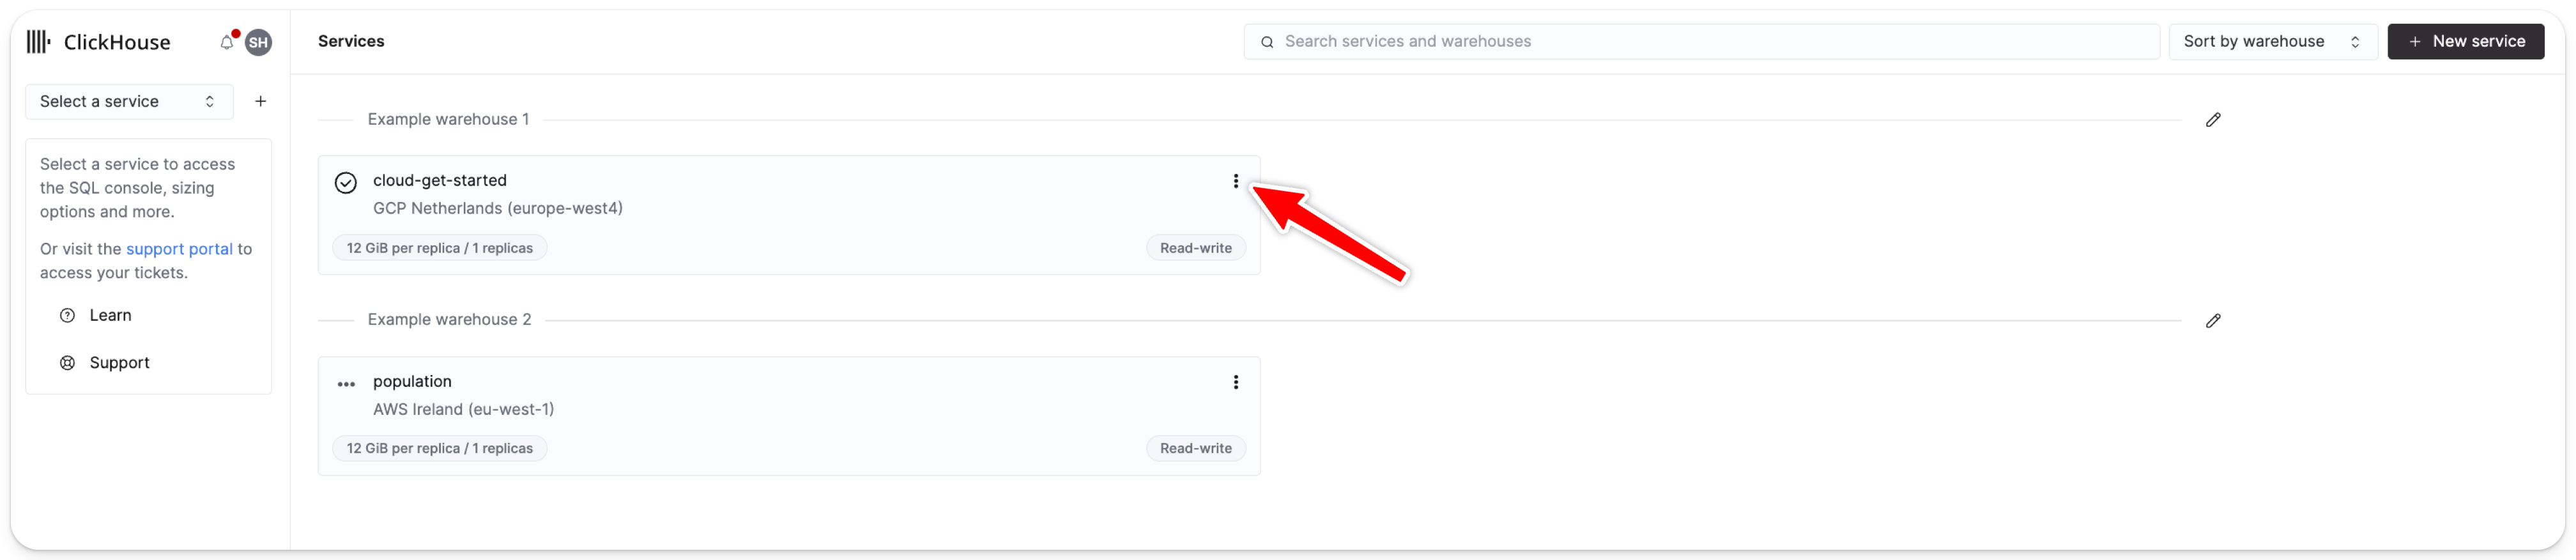 ClickHouse
SH
Services
Search services and warehouses
Sort by warehouse
+ New service
Select a service
+
Select a service to access
the SQL console, sizing
options and more.
Or visit the support portal to
access your tickets.
Learn
Support
Example warehouse 1
cloud-get-started
GCP Netherlands (europe-west4)
12 GiB per replica / 1 replicas
Read-write
Example warehouse 2
population
AWS Ireland (eu-west-1)
12 GiB per replica / 1 replicas
Read-write